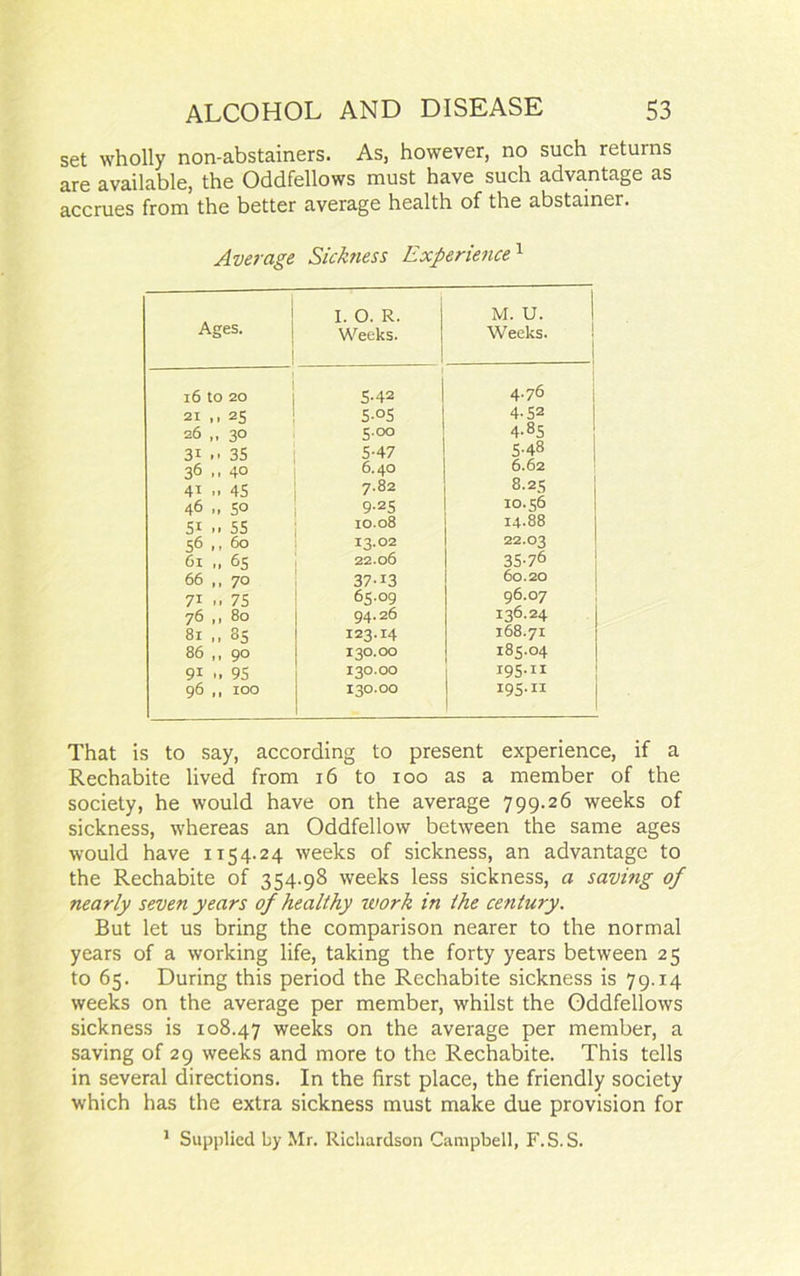 ALCOHOL AND DISEASE 53
set wholly non-abstainers. As, however, no such returns
are available, the Oddfellows must have such advantage as
accrues from the better average health of the abstainer.
Average Sickness Experience ¹
Ages. I. O. R. Weeks. M. U. Weeks.
16 to 20 5.42 4.76
21 ,, 25 5.05 4.52
26 ,, 30 5.00 4.85
31 ,, 35 5.47 5.48
36 ,, 40 6.40 6.62
41 ,, 45 7.82 8.25
46 ,, 50 9.25 10.56
51 ,, 55 10.08 14.88
56 ,, 60 13.02 22.03
61 ,, 65 22.06 35.76
66 ,, 70 37.13 60.20
71 ,, 75 65.09 96.07
76 ,, 80 94.26 136.24
81 ,, 85 123.14 168.71
86 ,, 90 130.00 185.04
91 ,, 95 130.00 195.11
96 ,, 100 130.00 195.11
That is to say, according to present experience, if a
Rechabite lived from 16 to 100 as a member of the
society, he would have on the average 799.26 weeks of
sickness, whereas an Oddfellow between the same ages
would have 1154.24 weeks of sickness, an advantage to
the Rechabite of 354.98 weeks less sickness, a saving of
nearly seven years of healthy work in the century.
But let us bring the comparison nearer to the normal
years of a working life, taking the forty years between 25
to 65. During this period the Rechabite sickness is 79.14
weeks on the average per member, whilst the Oddfellows
sickness is 108.47 weeks on the average per member, a
saving of 29 weeks and more to the Rechabite. This tells
in several directions. In the first place, the friendly society
which has the extra sickness must make due provision for
¹ Supplied by Mr. Richardson Campbell, F.S.S.